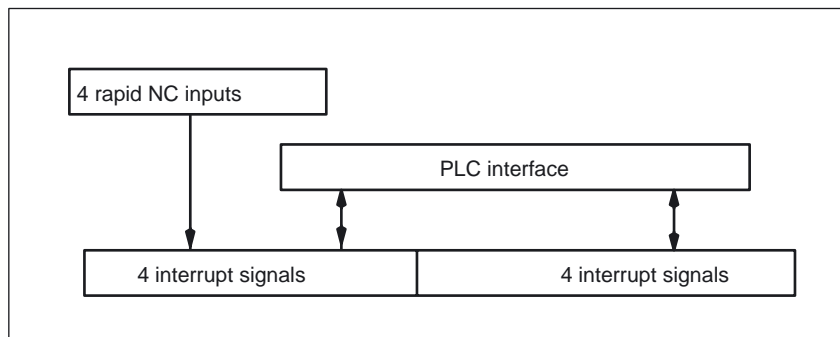 4 rapid NC inputs
PLC interface
4 interrupt signals
4 interrupt signals